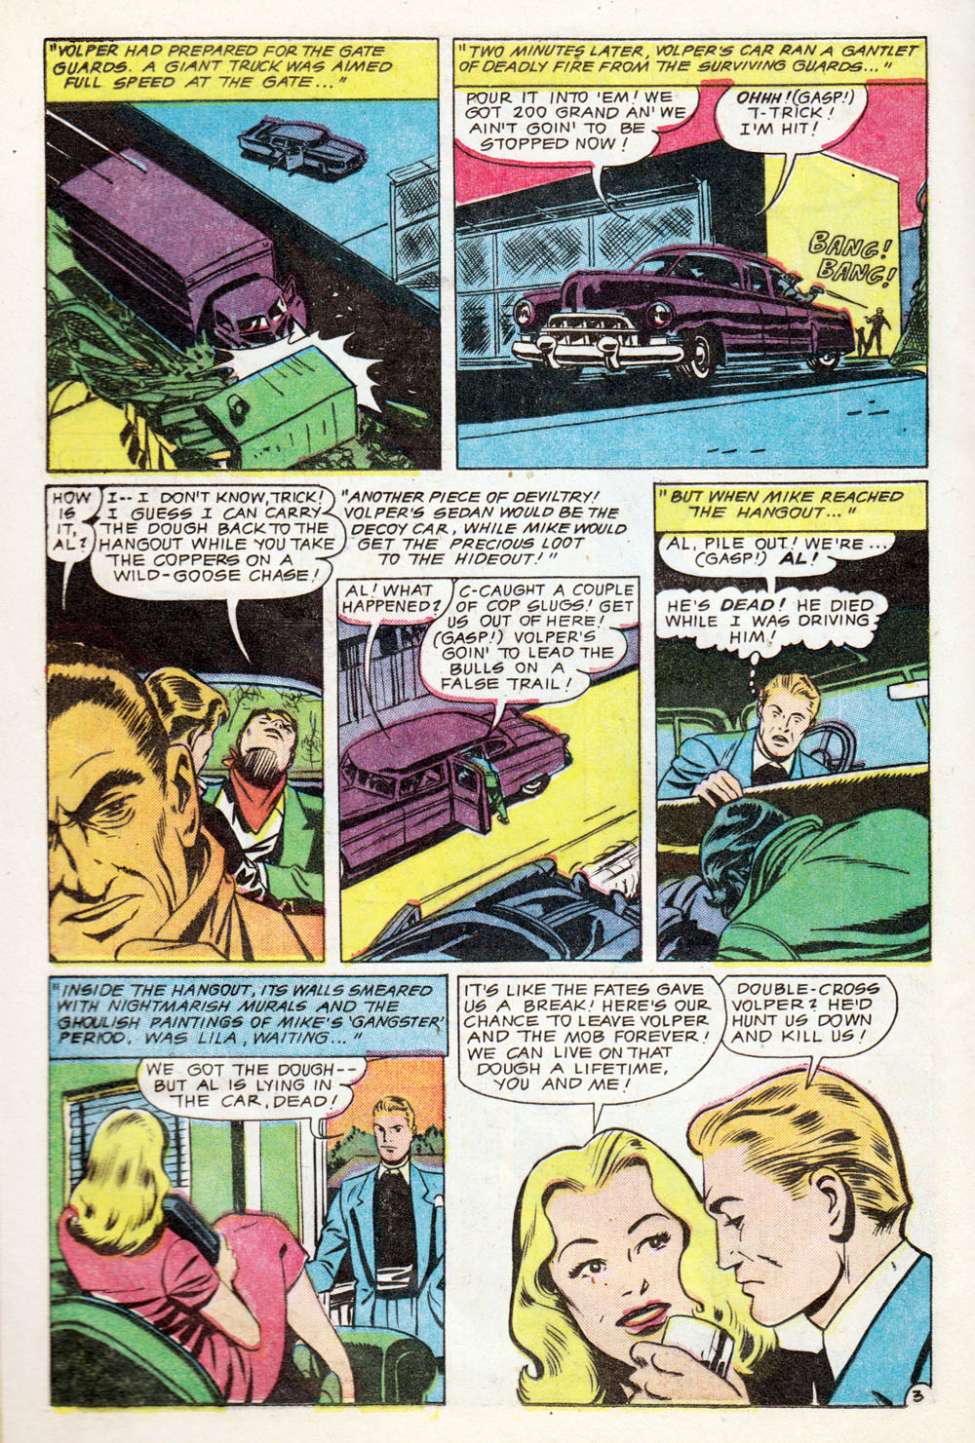 "VOLPER HAD PREPARED FOR THE GATE
GUARDS. A GIANT TRUCK WAS AIMED
FULL SPEED AT THE GATE..."
"TWO MINUTES LATER, VOLPER'S CAR RAN A GANTLET
OF DEADLY FIRE FROM THE SURVIVING GUARDS..."
POUR IT INTO 'EM! WE
GOT 200 GRAND AN' WE
AIN'T GOIN' TO BE
STOPPED NOW!
OHHH! (GASP!)
T-TRICK!
I'M HIT!
BANG!
BANG!
HOW
IS
IT,
AL?
I-- I DON'T KNOW, TRICK!
I GUESS I CAN CARRY
THE DOUGH BACK TO THE
HANGOUT WHILE YOU TAKE
THE COPPERS ON A
WILD-GOOSE CHASE!
"ANOTHER PIECE OF DEVILTRY!
VOLPER'S SEDAN WOULD BE THE
DECOY CAR, WHILE MIKE WOULD
GET THE PRECIOUS LOOT
TO THE HIDEOUT!"
AL! WHAT
HAPPENED?
C-CAUGHT A COUPLE
OF COP SLUGS! GET
US OUT OF HERE!
(GASP!) VOLPER'S
GOIN' TO LEAD THE
BULLS ON A
FALSE TRAIL!
"BUT WHEN MIKE REACHED
THE HANGOUT..."
AL, PILE OUT! WE'RE...
(GASP!) AL!
HE'S DEAD! HE DIED
WHILE I WAS DRIVING
HIM!
"INSIDE THE HANGOUT, ITS WALLS SMEARED
WITH NIGHTMARISH MURALS AND THE
GHOULISH PAINTINGS OF MIKE'S 'GANGSTER'
PERIOD, WAS LILA, WAITING..."
WE GOT THE DOUGH--
BUT AL IS LYING IN
THE CAR, DEAD!
IT'S LIKE THE FATES GAVE
US A BREAK! HERE'S OUR
CHANCE TO LEAVE VOLPER
AND THE MOB FOREVER!
WE CAN LIVE ON THAT
DOUGH A LIFETIME,
YOU AND ME!
DOUBLE-CROSS
VOLPER? HE'D
HUNT US DOWN
AND KILL US!
3